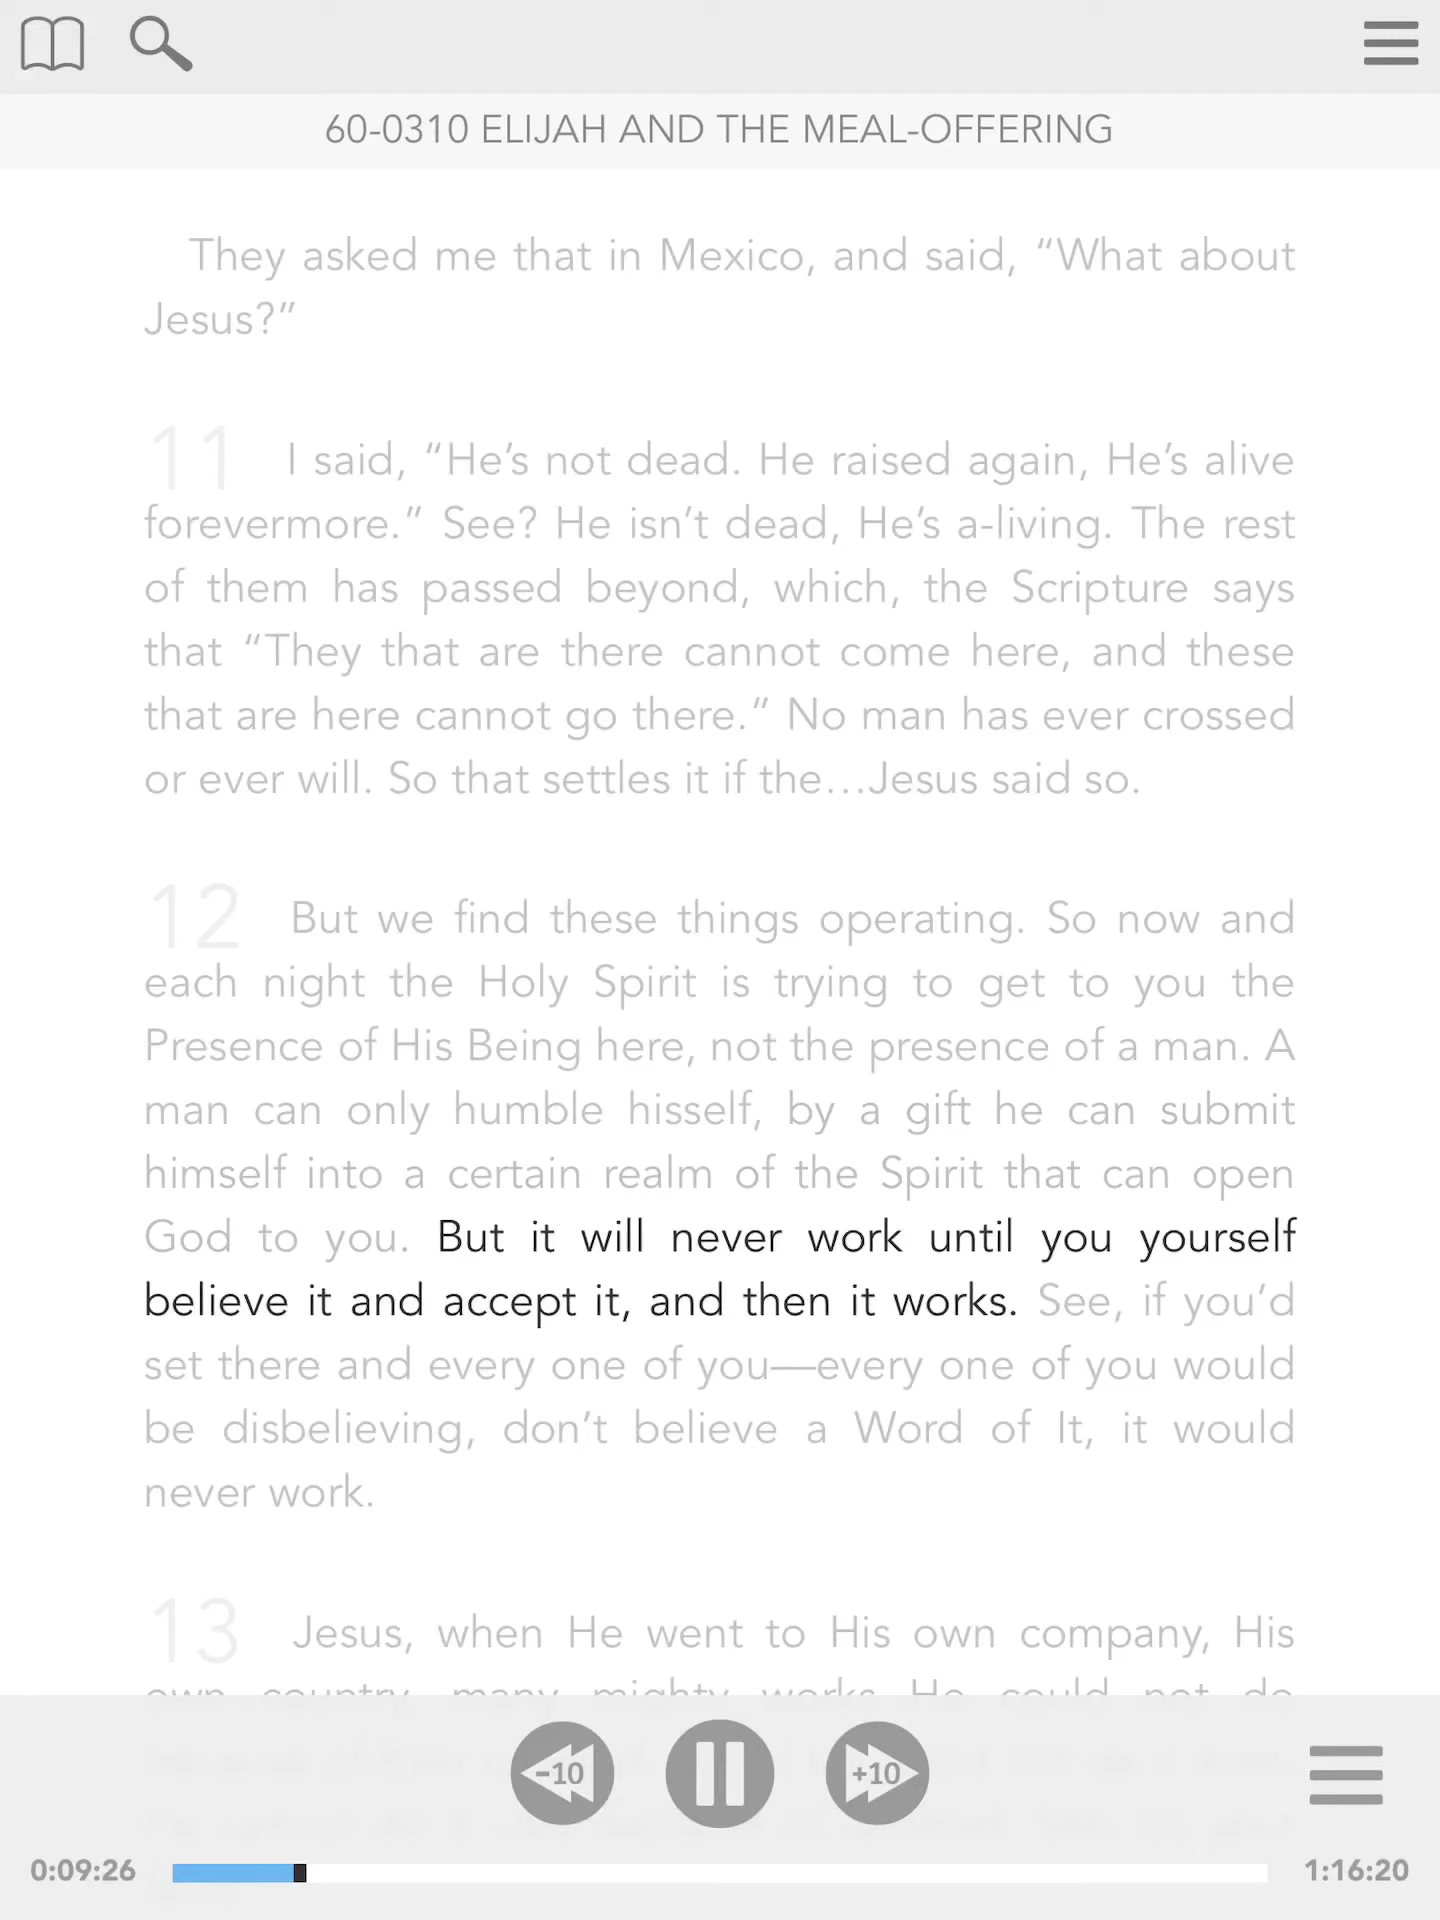 60-0310 ELIJAH AND THE MEAL-OFFERING
They asked me that in Mexico, and said, “What about
Jesus?”
11 I said, “He’s not dead. He raised again, He’s alive
forevermore.” See? He isn’t dead, He’s a-living. The rest
of them has passed beyond, which, the Scripture says
that “They that are there cannot come here, and these
that are here cannot go there.” No man has ever crossed
or ever will. So that settles it if the…Jesus said so.
12 But we find these things operating. So now and
each night the Holy Spirit is trying to get to you the
Presence of His Being here, not the presence of a man. A
man can only humble hisself, by a gift he can submit
himself into a certain realm of the Spirit that can open
God to you. But it will never work until you yourself
believe it and accept it, and then it works. See, if you’d
set there and every one of you—every one of you would
be disbelieving, don’t believe a Word of It, it would
never work.
13 Jesus, when He went to His own company, His
own country, many mighty works He could not do
-10 +10
0:09:26 1:16:20